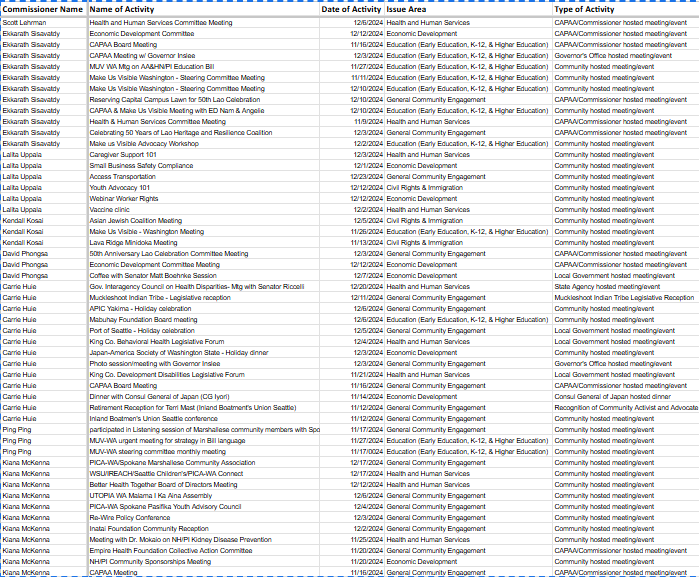 Commissioner Name Name of Activity Date of Activity Issue Area Type of Activity
Scott Lehrman Health and Human Services Committee Meeting 12/6/2024 Health and Human Services CAPAA/Commissioner hosted meeting/event
Ekkarath Sisavatdy Economic Development Committee 12/12/2024 Economic Development CAPAA/Commissioner hosted meeting/event
Ekkarath Sisavatdy CAPAA Board Meeting 11/16/2024 Education (Early Education, K-12, & Higher Education) CAPAA/Commissioner hosted meeting/event
Ekkarath Sisavatdy CAPAA Meeting w/ Governor Inslee 12/3/2024 Education (Early Education, K-12, & Higher Education) Governor's Office hosted meeting/event
Ekkarath Sisavatdy MUV WA Mtg on AA&HN/PI Education Bill 11/27/2024 Education (Early Education, K-12, & Higher Education) Community hosted meeting/event
Ekkarath Sisavatdy Make Us Visible Washington - Steering Committee Meeting 11/11/2024 Education (Early Education, K-12, & Higher Education) Community hosted meeting/event
Ekkarath Sisavatdy Make Us Visible Washington - Steering Committee Meeting 12/10/2024 Education (Early Education, K-12, & Higher Education) Community hosted meeting/event
Ekkarath Sisavatdy Reserving Capital Campus Lawn for 50th Lao Celebration 12/10/2024 General Community Engagement CAPAA/Commissioner hosted meeting/event
Ekkarath Sisavatdy CAPAA & Make Us Visible Meeting with ED Nam & Angelie 12/10/2024 Education (Early Education, K-12, & Higher Education) CAPAA/Commissioner hosted meeting/event
Ekkarath Sisavatdy Health & Human Services Committee Meeting 11/9/2024 Health and Human Services CAPAA/Commissioner hosted meeting/event
Ekkarath Sisavatdy Celebrating 50 Years of Lao Heritage and Resilience Coalition 12/3/2024 General Community Engagement CAPAA/Commissioner hosted meeting/event
Ekkarath Sisavatdy Make us Visible Advocacy Workshop 12/2/2024 Education (Early Education, K-12, & Higher Education) Community hosted meeting/event
Lalita Uppala Caregiver Support 101 12/3/2024 Health and Human Services Community hosted meeting/event
Lalita Uppala Small Business Safety Compliance 12/1/2024 Economic Development Community hosted meeting/event
Lalita Uppala Access Transportation 12/23/2024 General Community Engagement Community hosted meeting/event
Lalita Uppala Youth Advocacy 101 12/12/2024 Civil Rights & Immigration Community hosted meeting/event
Lalita Uppala Webinar Worker Rights 12/12/2024 Economic Development Community hosted meeting/event
Lalita Uppala Vaccine clinic 12/2/2024 Health and Human Services Community hosted meeting/event
Kendall Kosai Asian Jewish Coalition Meeting 12/5/2024 Civil Rights & Immigration Community hosted meeting/event
Kendall Kosai Make Us Visible - Washington Meeting 11/26/2024 Education (Early Education, K-12, & Higher Education) Community hosted meeting/event
Kendall Kosai Lava Ridge Minidoka Meeting 11/13/2024 Civil Rights & Immigration Community hosted meeting/event
David Phongsa 50th Anniversary Lao Celebration Committee Meeting 12/3/2024 General Community Engagement CAPAA/Commissioner hosted meeting/event
David Phongsa Economic Development Committee Meeting 12/12/2024 Economic Development CAPAA/Commissioner hosted meeting/event
David Phongsa Coffee with Senator Matt Boehnke Session 12/7/2024 Economic Development Local Government hosted meeting/event
Carrie Huie Gov. Interagency Council on Health Disparities- Mtg with Senator Riccelli 12/20/2024 Health and Human Services State Agency hosted meeting/event
Carrie Huie Muckleshoot Indian Tribe - Legislative reception 12/11/2024 General Community Engagement Muckleshoot Indian Tribe Legislative Reception
Carrie Huie APIC Yakima - Holiday celebration 12/6/2024 General Community Engagement Community hosted meeting/event
Carrie Huie Mabuhay Foundation Board meeting 12/6/2024 Education (Early Education, K-12, & Higher Education) Community hosted meeting/event
Carrie Huie Port of Seattle - Holiday celebration 12/5/2024 General Community Engagement Local Government hosted meeting/event
Carrie Huie King Co. Behavioral Health Legislative Forum 12/4/2024 Health and Human Services Local Government hosted meeting/event
Carrie Huie Japan-America Society of Washington State - Holiday dinner 12/3/2024 Economic Development Community hosted meeting/event
Carrie Huie Photo session/meeting with Governor Inslee 12/3/2024 General Community Engagement Governor's Office hosted meeting/event
Carrie Huie King Co. Development Disabilities Legislative Forum 11/21/2024 Health and Human Services Local Government hosted meeting/event
Carrie Huie CAPAA Board Meeting 11/16/2024 General Community Engagement CAPAA/Commissioner hosted meeting/event
Carrie Huie Dinner with Consul General of Japan (CG Iyori) 11/14/2024 Economic Development Consul General of Japan hosted dinner
Carrie Huie Retirement Reception for Terri Mast (Inland Boatment's Union Seattle) 11/12/2024 General Community Engagement Recognition of Community Activist and Advocate
Carrie Huie Inland Boatmen's Union Seattle conference 11/12/2024 General Community Engagement Community hosted meeting/event
Ping Ping participated in Listening session of Marshallese community members with Spo 11/17/2024 General Community Engagement Community hosted meeting/event
Ping Ping MUV-WA urgent meeting for strategy in Bill language 11/27/2024 Education (Early Education, K-12, & Higher Education) Community hosted meeting/event
Ping Ping MUV-WA steering committee monthly meeting 11/17/0024 Education (Early Education, K-12, & Higher Education) Community hosted meeting/event
Kiana McKenna PICA-WA/Spokane Marshallese Community Association 12/17/2024 General Community Engagement Community hosted meeting/event
Kiana McKenna WSU/IREACH/Seattle Children's/PICA-WA Connect 12/17/2024 Health and Human Services Community hosted meeting/event
Kiana McKenna Better Health Together Board of Directors Meeting 12/12/2024 Health and Human Services Community hosted meeting/event
Kiana McKenna UTOPIA WA Malama I Ka Aina Assembly 12/6/2024 General Community Engagement Community hosted meeting/event
Kiana McKenna PICA-WA Spokane Pasifika Youth Advisory Council 12/4/2024 General Community Engagement Community hosted meeting/event
Kiana McKenna Re-Wire Policy Conference 12/3/2024 General Community Engagement Community hosted meeting/event
Kiana McKenna Inatai Foundation Community Reception 12/2/2024 General Community Engagement Community hosted meeting/event
Kiana McKenna Meeting with Dr. Mokaio on NH/PI Kidney Disease Prevention 11/25/2024 Health and Human Services Community hosted meeting/event
Kiana McKenna Empire Health Foundation Collective Action Committee 11/20/2024 General Community Engagement CAPAA/Commissioner hosted meeting/event
Kiana McKenna NH/PI Community Sponsorships Meeting 11/20/2024 Economic Development Community hosted meeting/event
Kiana McKenna CAPAA Meeting 11/16/2024 General Community Engagement CAPAA/Commissioner hosted meeting/event